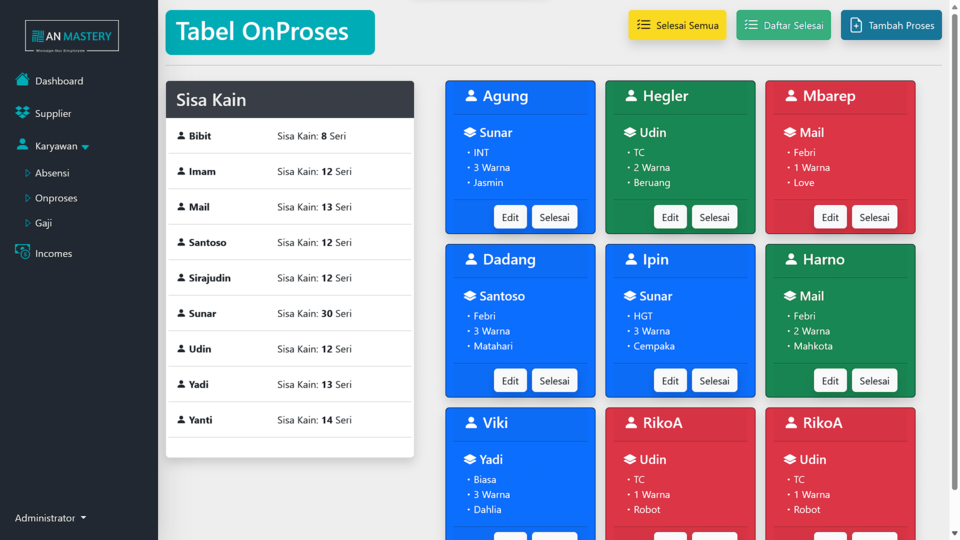 AN MASTERY
Dashboard
Supplier
Karyawan
Absensi
Onproses
Gaji
Incomes
Administrator
Tabel OnProses
Selesai Semua
Daftar Selesai
Tambah Proses
Sisa Kain
Bibit Sisa Kain: 8 Seri
Imam Sisa Kain: 12 Seri
Mail Sisa Kain: 13 Seri
Santoso Sisa Kain: 12 Seri
Sirajudin Sisa Kain: 12 Seri
Sunar Sisa Kain: 30 Seri
Udin Sisa Kain: 12 Seri
Yadi Sisa Kain: 13 Seri
Yanti Sisa Kain: 14 Seri
Agung
Sunar
• INT
• 3 Warna
• Jasmin
Edit Selesai
Hegler
Udin
• TC
• 2 Warna
• Beruang
Edit Selesai
Mbarep
Mail
• Febri
• 1 Warna
• Love
Edit Selesai
Dadang
Santoso
• Febri
• 3 Warna
• Matahari
Edit Selesai
Ipin
Sunar
• HGT
• 3 Warna
• Cempaka
Edit Selesai
Harno
Mail
• Febri
• 2 Warna
• Mahkota
Edit Selesai
Viki
Yadi
• Biasa
• 3 Warna
• Dahlia
RikoA
Udin
• TC
• 1 Warna
• Robot
RikoA
Udin
• TC
• 1 Warna
• Robot